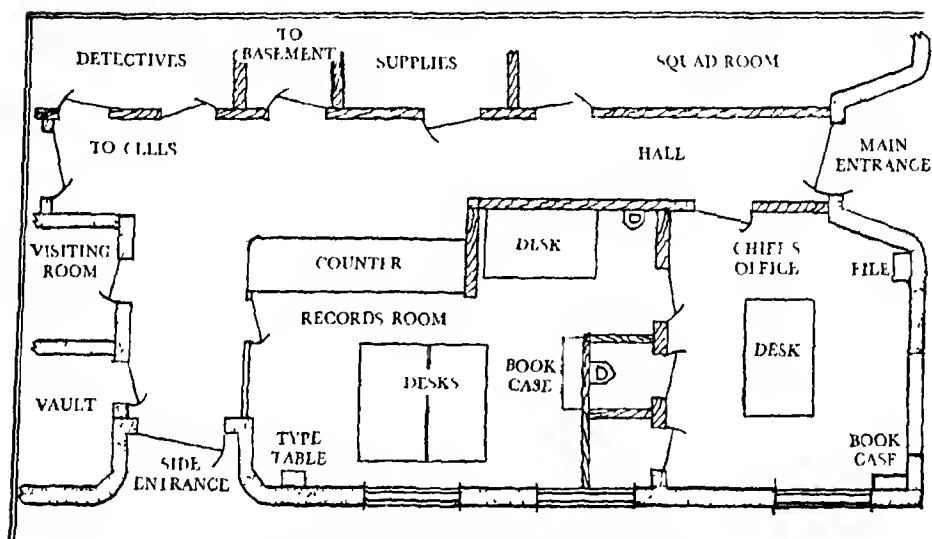 DETECTIVES
TO
BASEMENT
SUPPLIES
SQUAD ROOM
TO CELLS
HALL
MAIN
ENTRANCE
VISITING
ROOM
COUNTER
DESK
CHIEF'S
OFFICE
FILE
RECORDS ROOM
DESKS
BOOK
CASE
DESK
VAULT
SIDE
ENTRANCE
TYPE
TABLE
BOOK
CASE